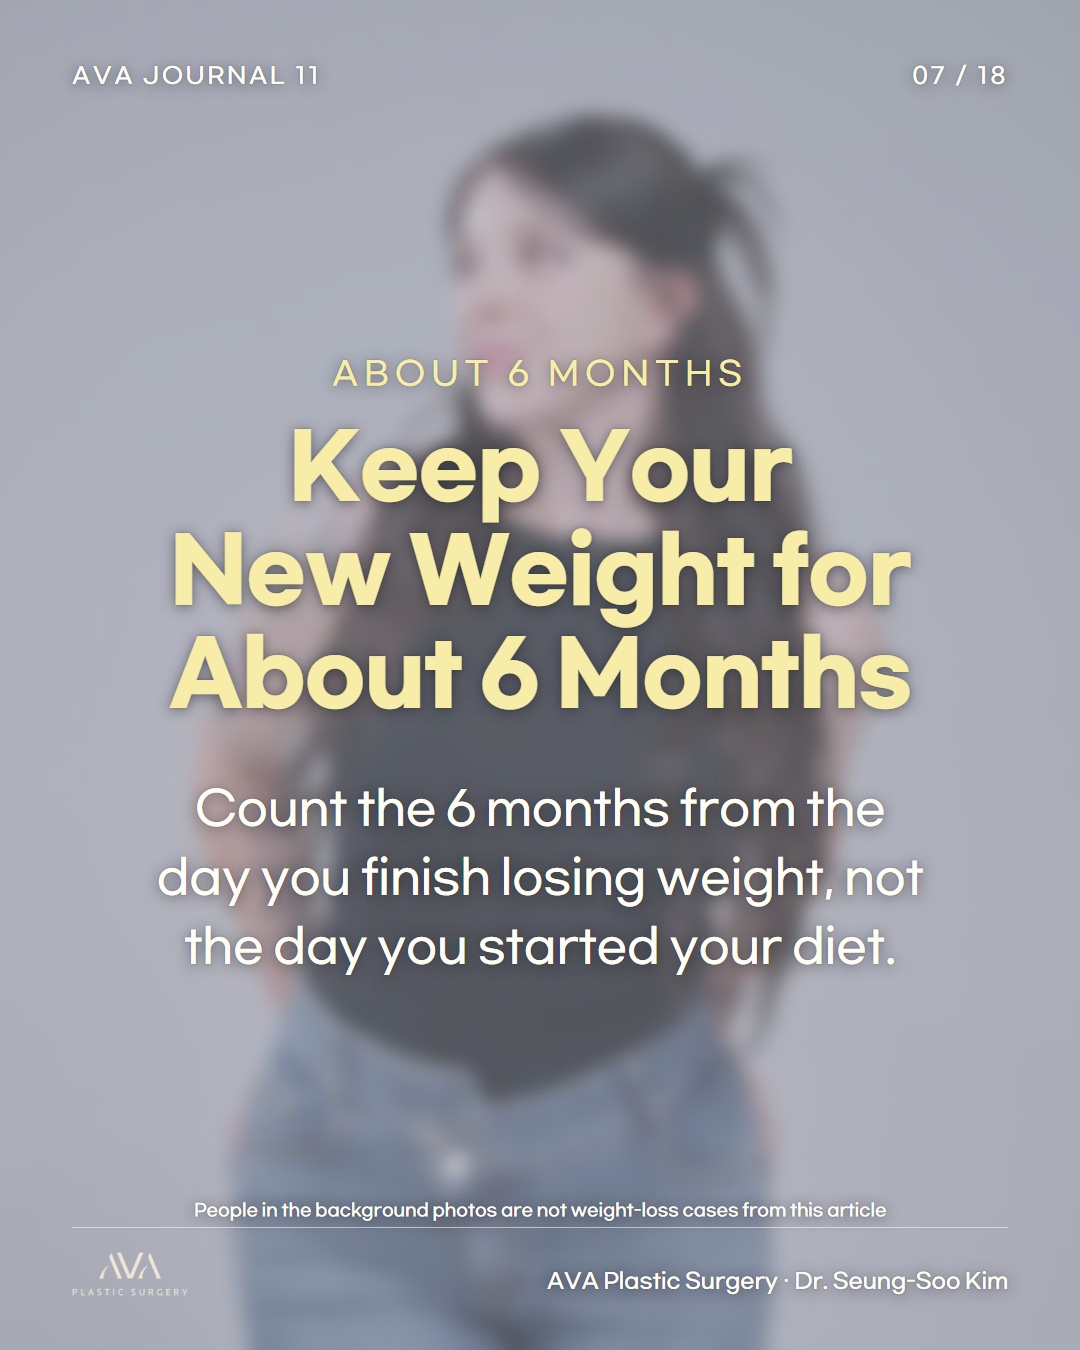 AVA JOURNAL 11
07 / 18
ABOUT 6 MONTHS
Keep Your
New Weight for
About 6 Months
Count the 6 months from the
day you finish losing weight, not
the day you started your diet.
People in the background photos are not weight-loss cases from this article
AVA
PLASTIC SURGERY
AVA Plastic Surgery · Dr. Seung-Soo Kim